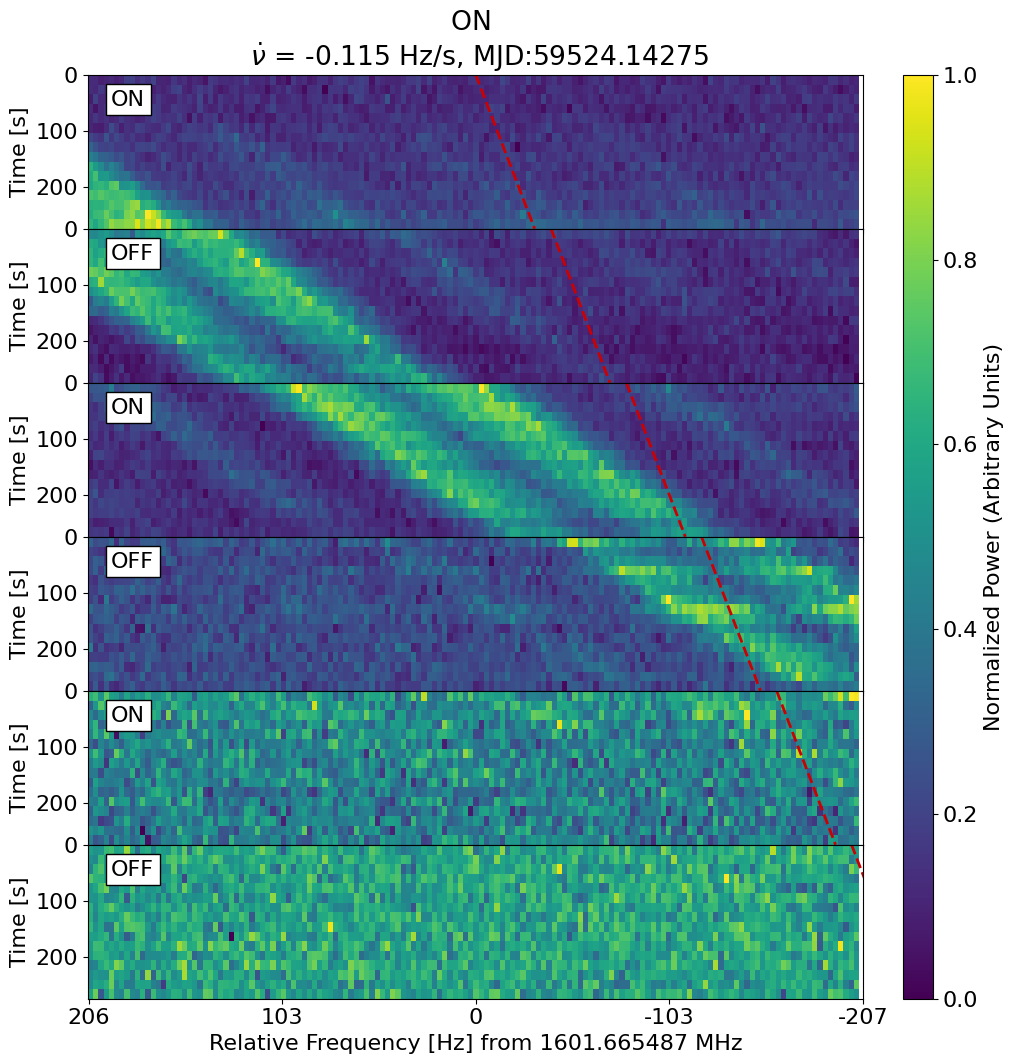 ON
ν̇ = -0.115 Hz/s, MJD:59524.14275
0
ON
100
200
Time [s]
0
OFF
100
200
Time [s]
0
ON
100
200
Time [s]
0
OFF
100
200
Time [s]
0
ON
100
200
Time [s]
0
OFF
100
200
Time [s]
206
103
0
-103
-207
Relative Frequency [Hz] from 1601.665487 MHz
1.0
0.8
0.6
0.4
0.2
0.0
Normalized Power (Arbitrary Units)